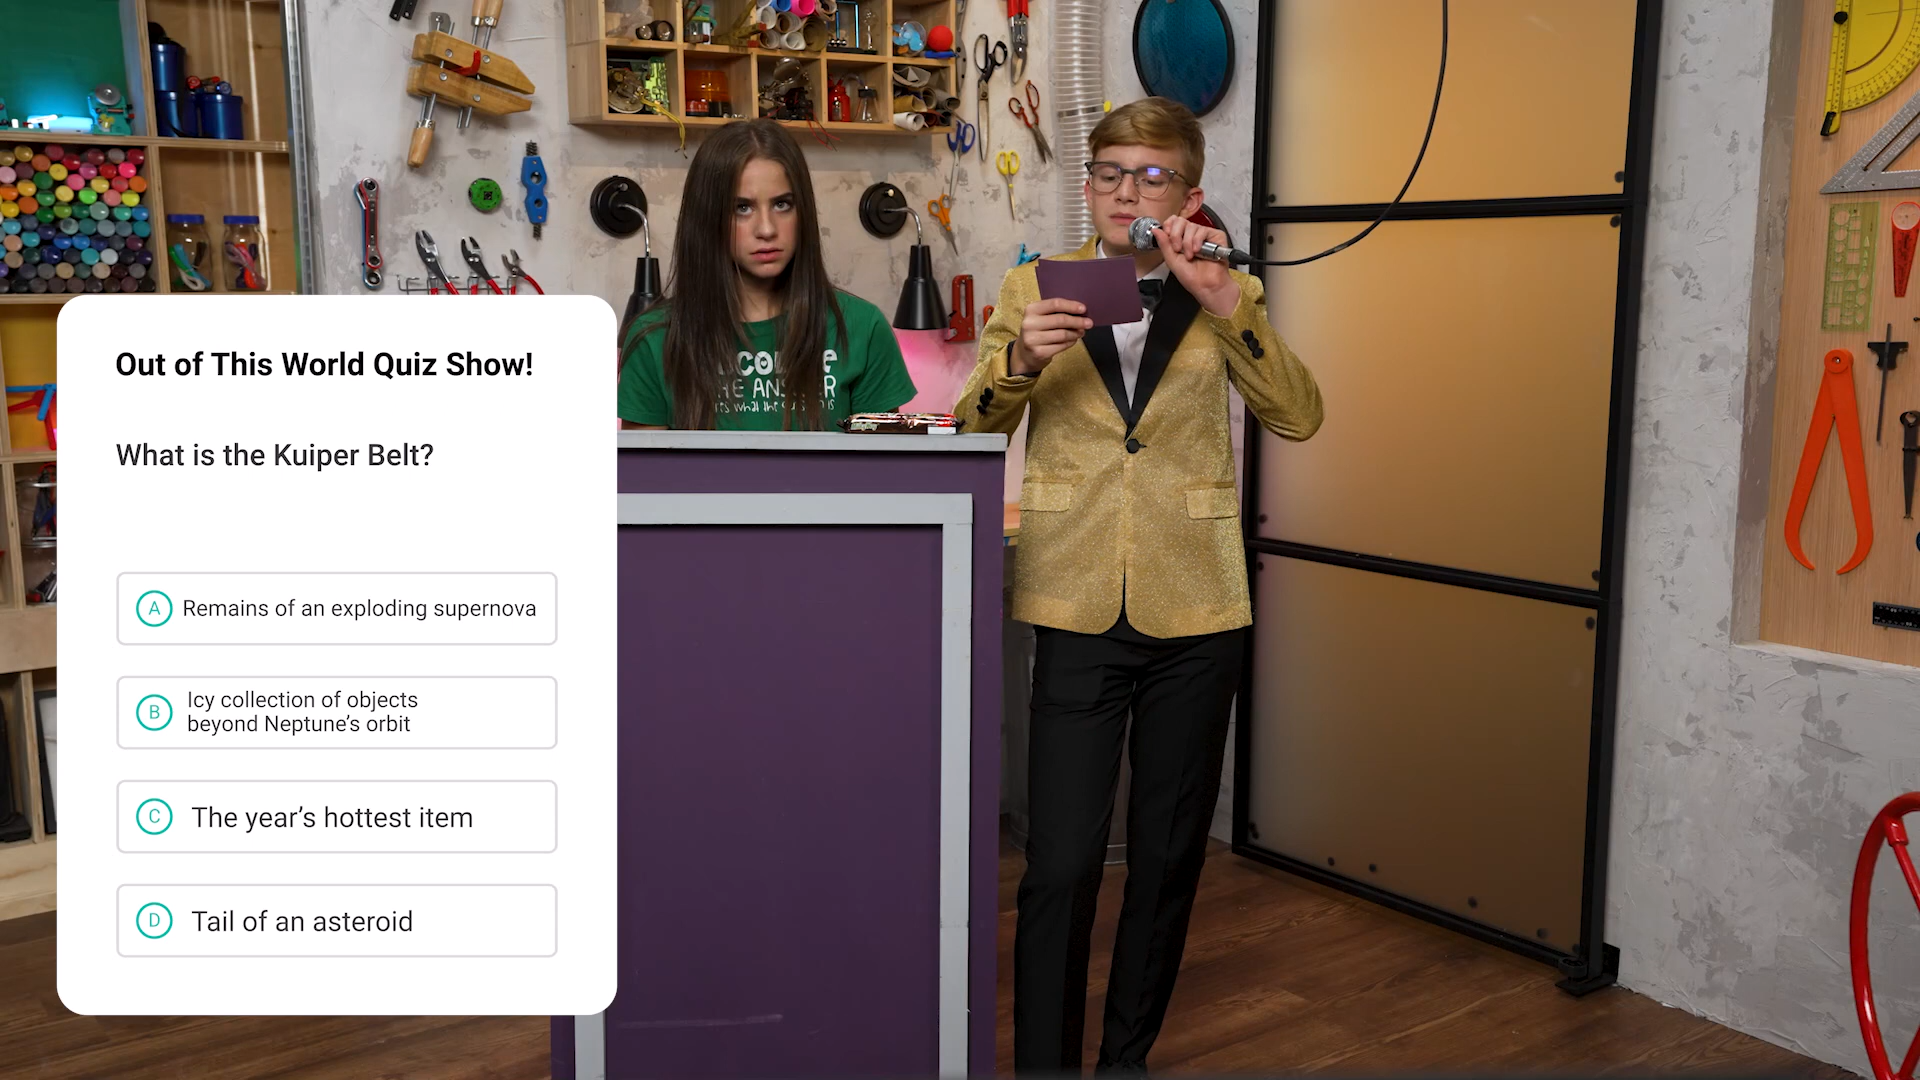 Out of This World Quiz Show!
What is the Kuiper Belt?
A Remains of an exploding supernova
B Icy collection of objects
beyond Neptune’s orbit
C The year’s hottest item
D Tail of an asteroid